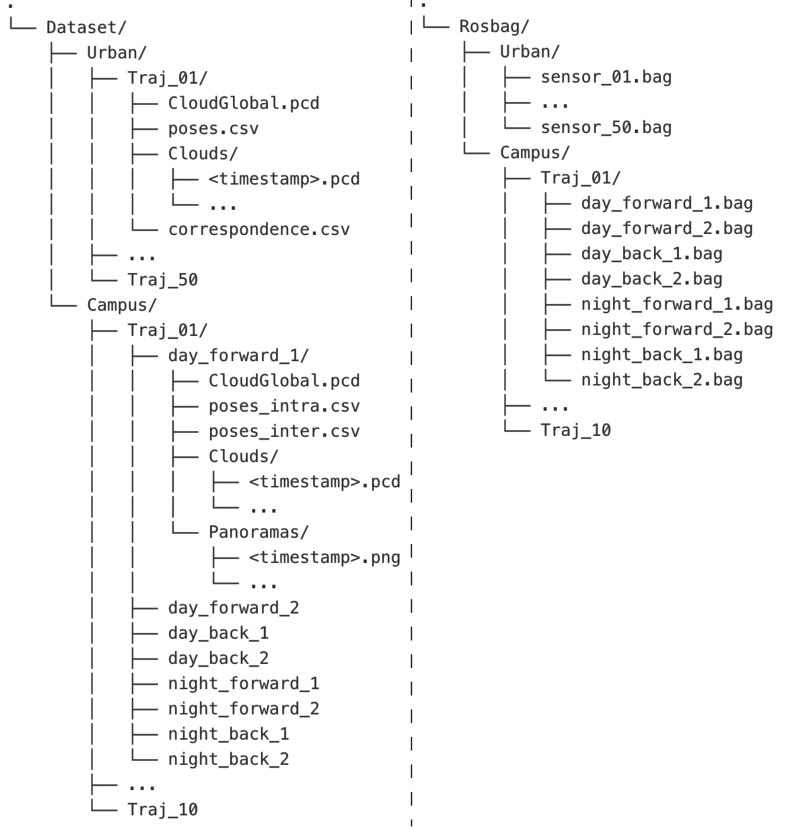 .
└── Dataset/
    ├── Urban/
    │   ├── Traj_01/
    │   │   ├── CloudGlobal.pcd
    │   │   ├── poses.csv
    │   │   ├── Clouds/
    │   │   │   ├── <timestamp>.pcd
    │   │   │   └── ...
    │   │   └── correspondence.csv
    │   ├── ...
    │   └── Traj_50
    └── Campus/
        ├── Traj_01/
        │   ├── day_forward_1/
        │   │   ├── CloudGlobal.pcd
        │   │   ├── poses_intra.csv
        │   │   ├── poses_inter.csv
        │   │   ├── Clouds/
        │   │   │   ├── <timestamp>.pcd
        │   │   │   └── ...
        │   │   └── Panoramas/
        │   │       ├── <timestamp>.png
        │   │       └── ...
        │   ├── day_forward_2
        │   ├── day_back_1
        │   ├── day_back_2
        │   ├── night_forward_1
        │   ├── night_forward_2
        │   ├── night_back_1
        │   └── night_back_2
        ├── ...
        └── Traj_10
.
└── Rosbag/
    ├── Urban/
    │   ├── sensor_01.bag
    │   ├── ...
    │   └── sensor_50.bag
    └── Campus/
        ├── Traj_01/
        │   ├── day_forward_1.bag
        │   ├── day_forward_2.bag
        │   ├── day_back_1.bag
        │   ├── day_back_2.bag
        │   ├── night_forward_1.bag
        │   ├── night_forward_2.bag
        │   ├── night_back_1.bag
        │   └── night_back_2.bag
        ├── ...
        └── Traj_10